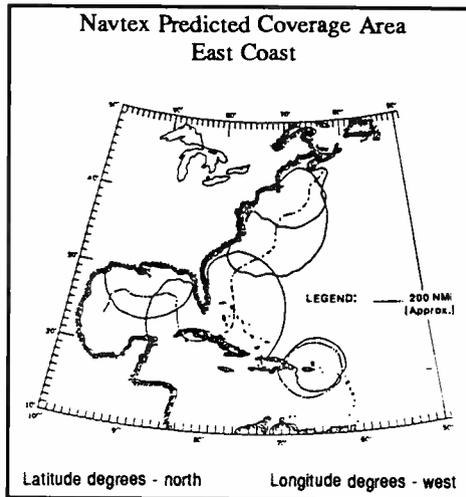 Navtex Predicted Coverage Area
East Coast
LEGEND:
200 NMi
(Approx.)
Latitude degrees - north
Longitude degrees - west